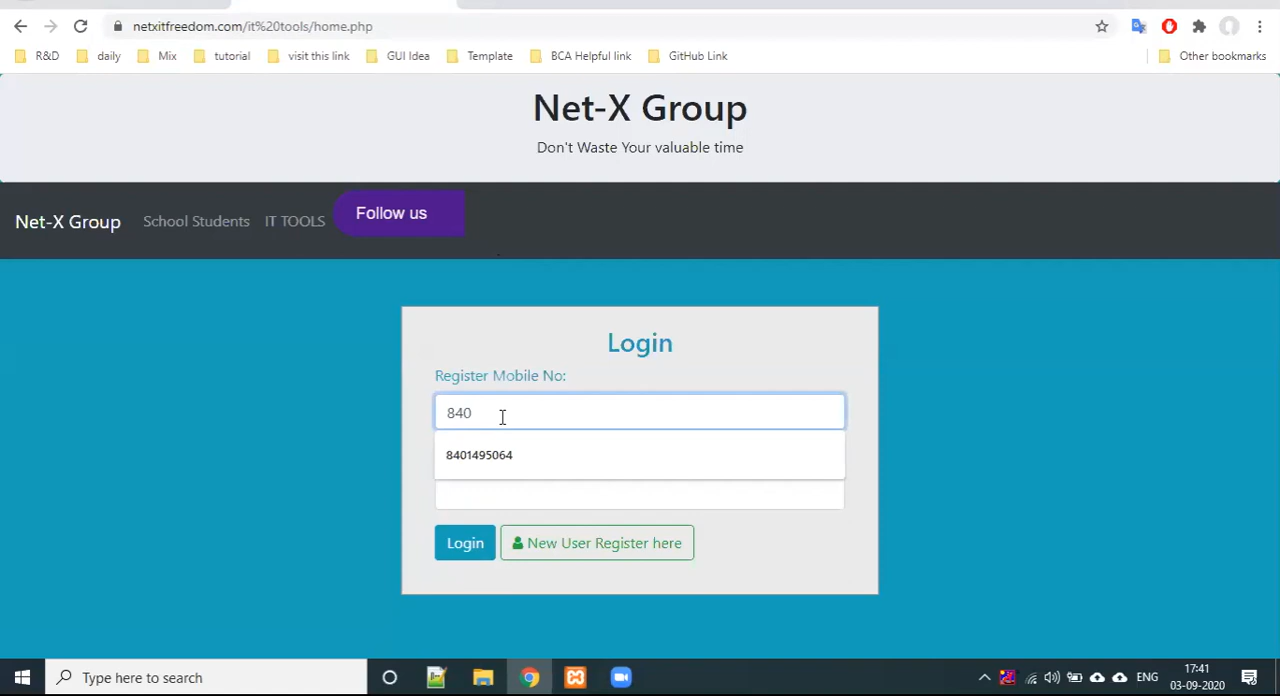 netxitfreedom.com/it%20tools/home.php
R&D daily Mix tutorial visit this link GUI Idea Template BCA Helpful link GitHub Link Other bookmarks
Net-X Group
Don't Waste Your valuable time
Net-X Group School Students IT TOOLS Follow us
Login
Register Mobile No:
840
8401495064
Login New User Register here
Type here to search
ENG
17:41
03-09-2020